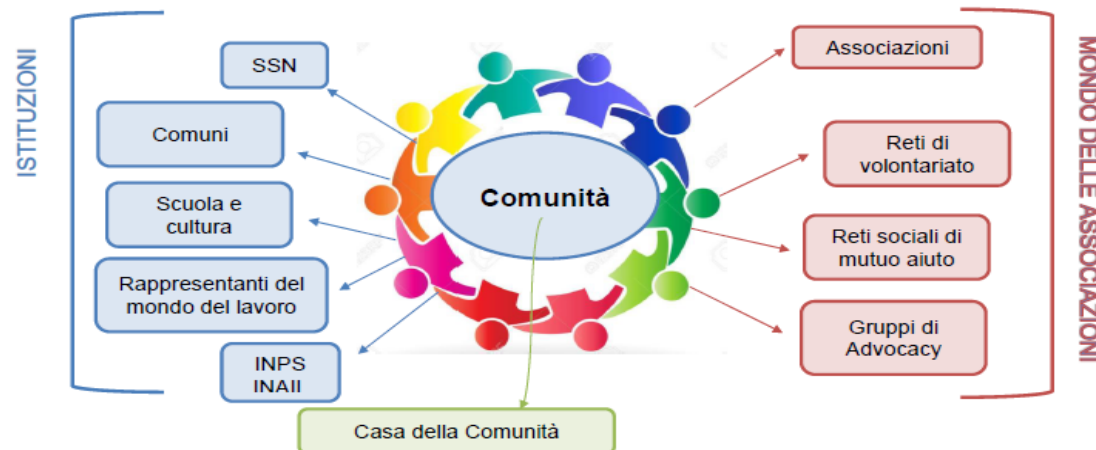 ISTITUZIONI
SSN
Comuni
Scuola e
cultura
Rappresentanti del
mondo del lavoro
INPS
INAIl
Comunità
Casa della Comunità
Associazioni
Reti di
volontariato
Reti sociali di
mutuo aiuto
Gruppi di
Advocacy
MONDO DELLE ASSOCIAZIONI